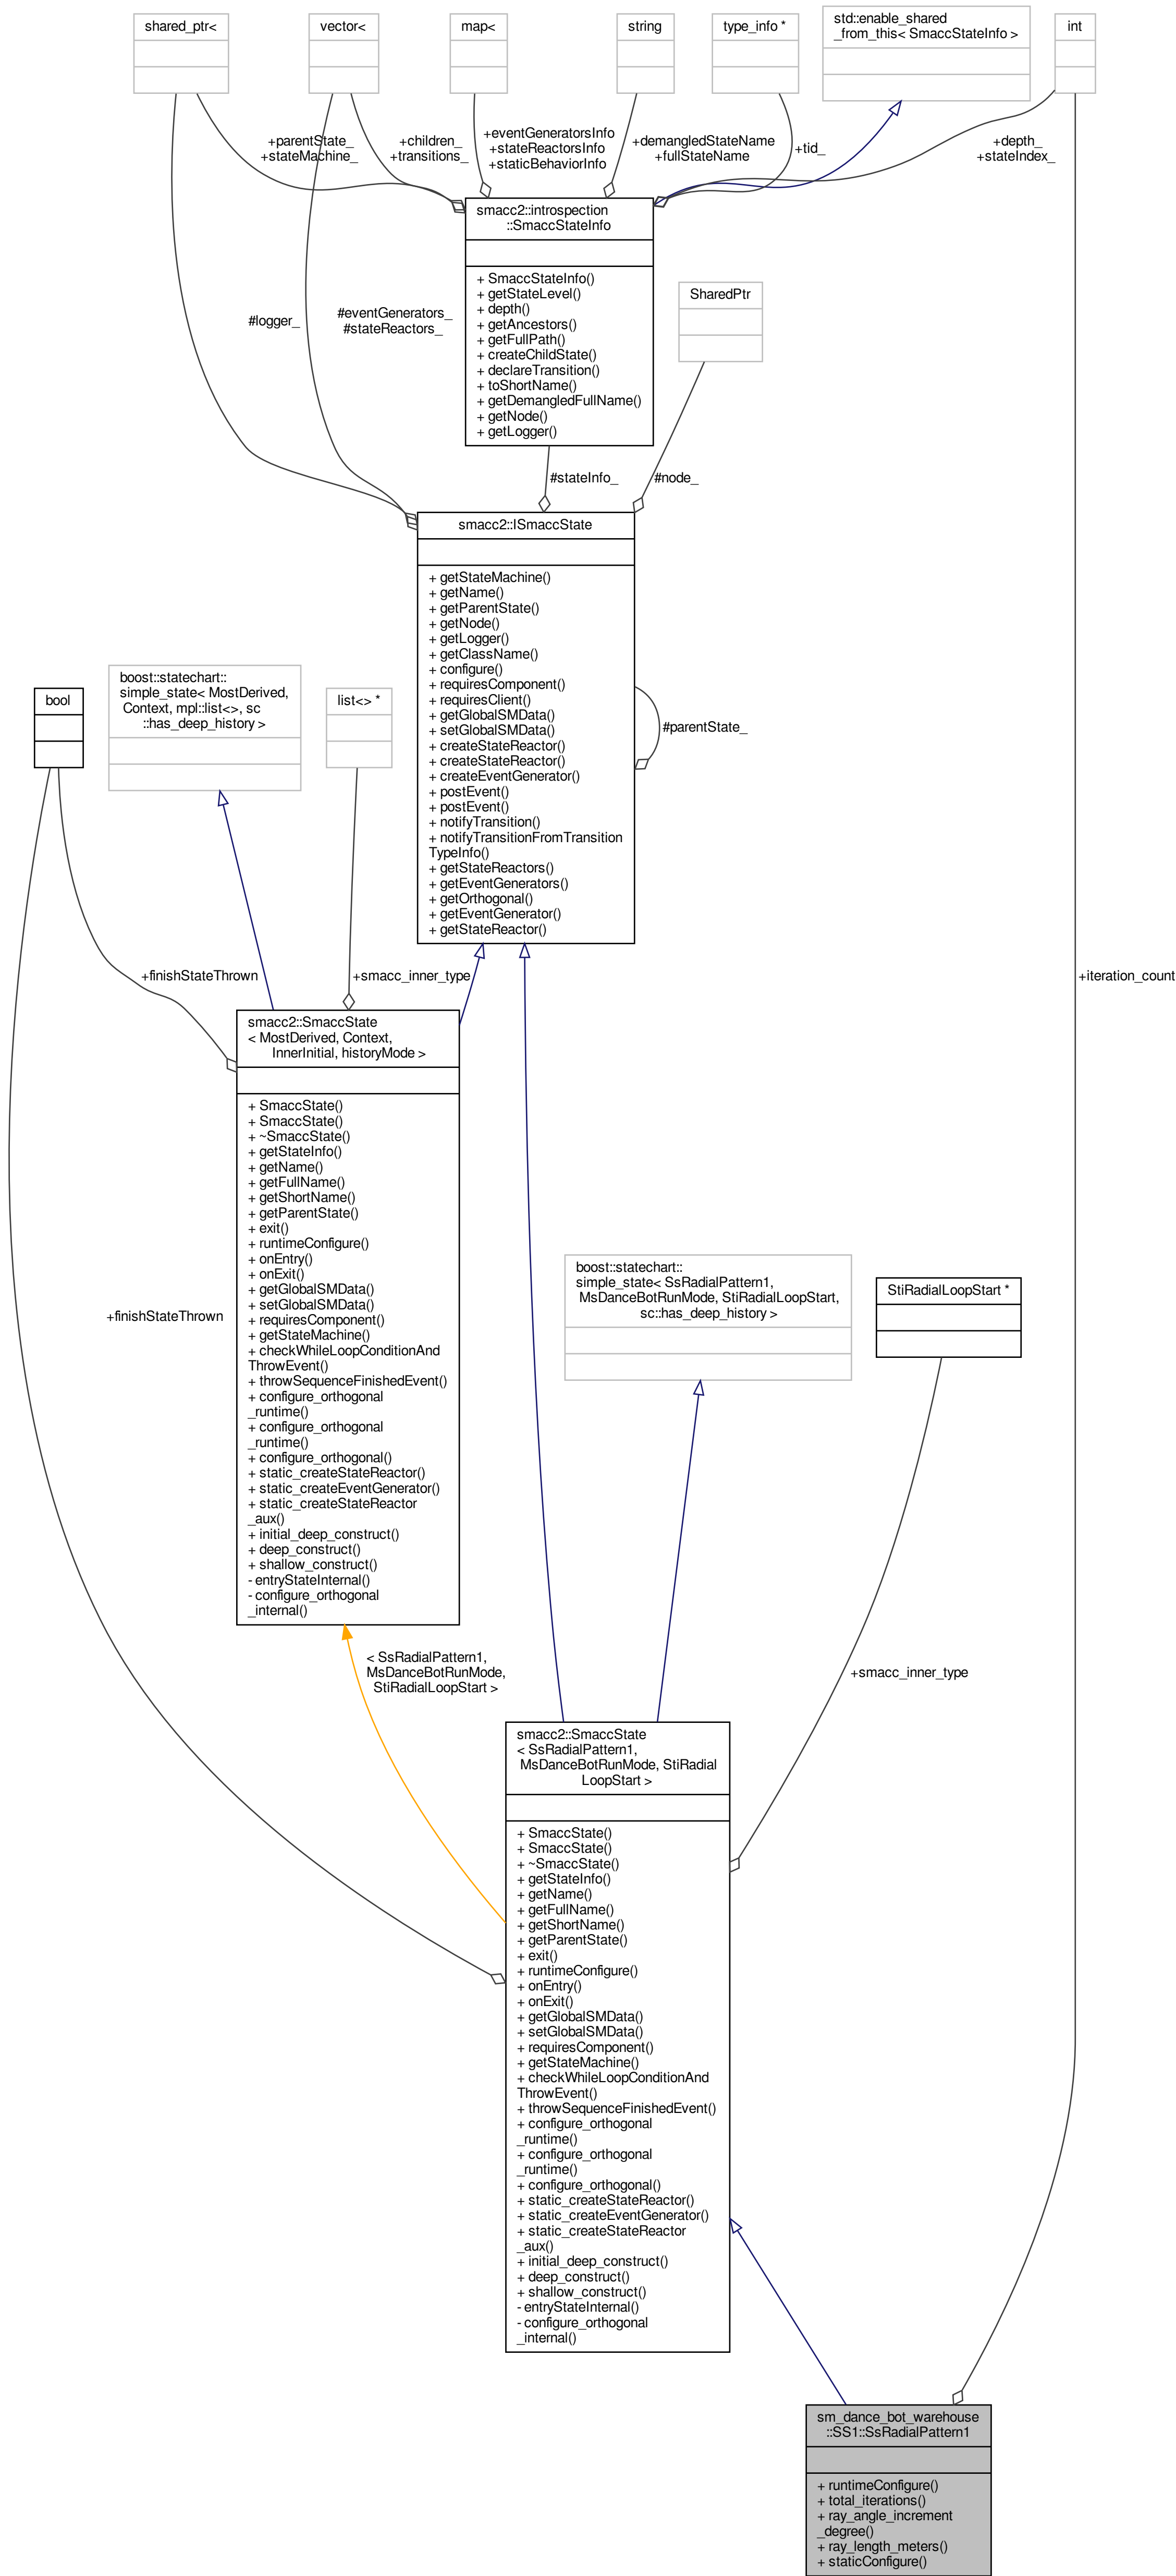 shared_ptr<
vector<
map<
string
type_info *
std::enable_shared
_from_this< SmaccStateInfo >
int
+parentState_
+stateMachine_
+children_
+transitions_
+eventGeneratorsInfo
+stateReactorsInfo
+staticBehaviorInfo
+demangledStateName
+fullStateName
+tid_
+depth_
+stateIndex_
smacc2::introspection
::SmaccStateInfo
+ SmaccStateInfo()
+ getStateLevel()
+ depth()
+ getAncestors()
+ getFullPath()
+ createChildState()
+ declareTransition()
+ toShortName()
+ getDemangledFullName()
+ getNode()
+ getLogger()
SharedPtr
#logger_
#eventGenerators_
#stateReactors_
#stateInfo_
#node_
smacc2::ISmaccState
+ getStateMachine()
+ getName()
+ getParentState()
+ getNode()
+ getLogger()
+ getClassName()
+ configure()
+ requiresComponent()
+ requiresClient()
+ getGlobalSMData()
+ setGlobalSMData()
+ createStateReactor()
+ createStateReactor()
+ createEventGenerator()
+ postEvent()
+ postEvent()
+ notifyTransition()
+ notifyTransitionFromTransition
TypeInfo()
+ getStateReactors()
+ getEventGenerators()
+ getOrthogonal()
+ getEventGenerator()
+ getStateReactor()
#parentState_
bool
boost::statechart::
simple_state< MostDerived,
Context, mpl::list<>, sc
::has_deep_history >
list<> *
+finishStateThrown
+smacc_inner_type
+iteration_count
smacc2::SmaccState
< MostDerived, Context,
InnerInitial, historyMode >
+ SmaccState()
+ SmaccState()
+ ~SmaccState()
+ getStateInfo()
+ getName()
+ getFullName()
+ getShortName()
+ getParentState()
+ exit()
+ runtimeConfigure()
+ onEntry()
+ onExit()
+ getGlobalSMData()
+ setGlobalSMData()
+ requiresComponent()
+ getStateMachine()
+ checkWhileLoopConditionAnd
ThrowEvent()
+ throwSequenceFinishedEvent()
+ configure_orthogonal
_runtime()
+ configure_orthogonal
_runtime()
+ configure_orthogonal()
+ static_createStateReactor()
+ static_createEventGenerator()
+ static_createStateReactor
_aux()
+ initial_deep_construct()
+ deep_construct()
+ shallow_construct()
- entryStateInternal()
- configure_orthogonal
_internal()
+finishStateThrown
boost::statechart::
simple_state< SsRadialPattern1,
MsDanceBotRunMode, StiRadialLoopStart,
sc::has_deep_history >
StiRadialLoopStart *
< SsRadialPattern1,
MsDanceBotRunMode,
StiRadialLoopStart >
+smacc_inner_type
smacc2::SmaccState
< SsRadialPattern1,
MsDanceBotRunMode, StiRadial
LoopStart >
+ SmaccState()
+ SmaccState()
+ ~SmaccState()
+ getStateInfo()
+ getName()
+ getFullName()
+ getShortName()
+ getParentState()
+ exit()
+ runtimeConfigure()
+ onEntry()
+ onExit()
+ getGlobalSMData()
+ setGlobalSMData()
+ requiresComponent()
+ getStateMachine()
+ checkWhileLoopConditionAnd
ThrowEvent()
+ throwSequenceFinishedEvent()
+ configure_orthogonal
_runtime()
+ configure_orthogonal
_runtime()
+ configure_orthogonal()
+ static_createStateReactor()
+ static_createEventGenerator()
+ static_createStateReactor
_aux()
+ initial_deep_construct()
+ deep_construct()
+ shallow_construct()
- entryStateInternal()
- configure_orthogonal
_internal()
sm_dance_bot_warehouse
::SS1::SsRadialPattern1
+ runtimeConfigure()
+ total_iterations()
+ ray_angle_increment
_degree()
+ ray_length_meters()
+ staticConfigure()